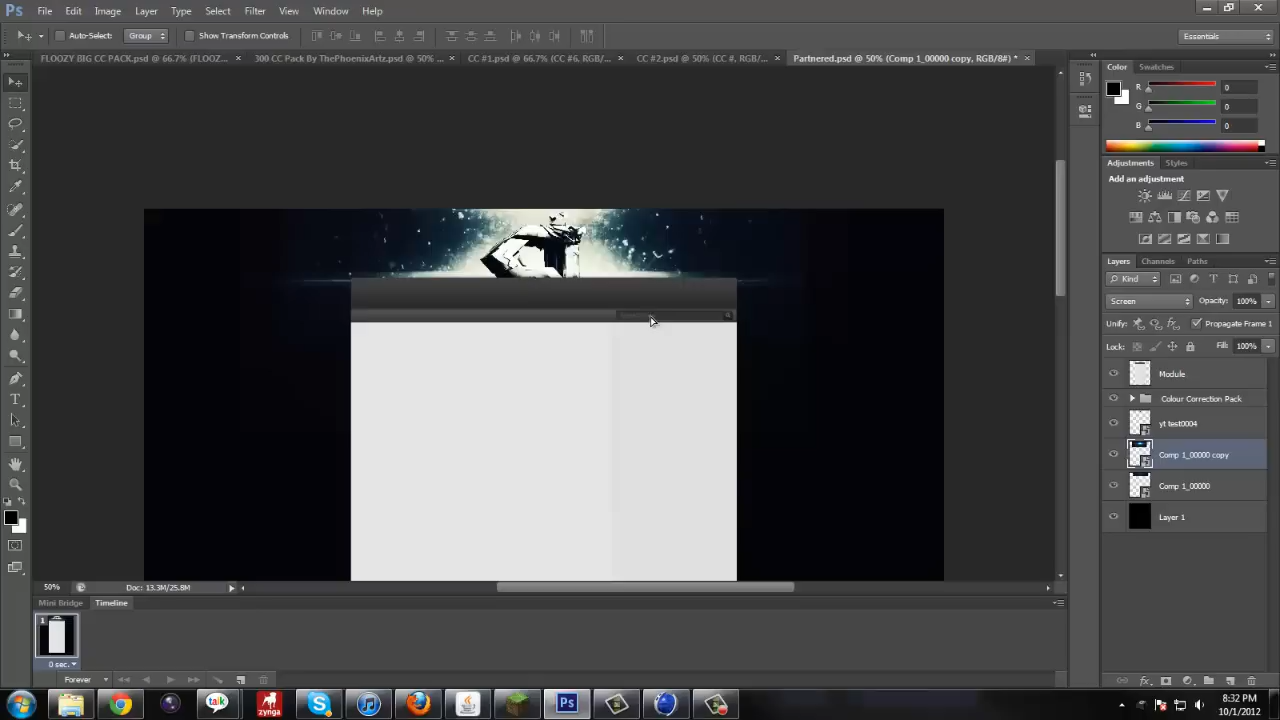 Ps File Edit Image Layer Type Select Filter View Window Help
Auto-Select: Group Show Transform Controls Essentials
FLOOZY BIG CC PACK.psd @ 66.7% (FLOOZ... × 300 CC Pack By ThePhoenixArtz.psd @ 50% ... × CC #1.psd @ 66.7% (CC #6, RGB/... × CC #2.psd @ 50% (CC #, RGB/... × Partnered.psd @ 50% (Comp 1_00000 copy, RGB/8#) * ×
Color Swatches
R 0
G 0
B 0
Adjustments Styles
Add an adjustment
Layers Channels Paths
Kind
Screen Opacity: 100%
Unify: Propagate Frame 1
Lock: Fill: 100%
Module
Colour Correction Pack
yt test0004
Comp 1_00000 copy
Comp 1_00000
Layer 1
50% Doc: 13.3M/25.8M
Mini Bridge Timeline
1
0 sec.
Forever
talk
zynga
Ps
8:32 PM
10/1/2012